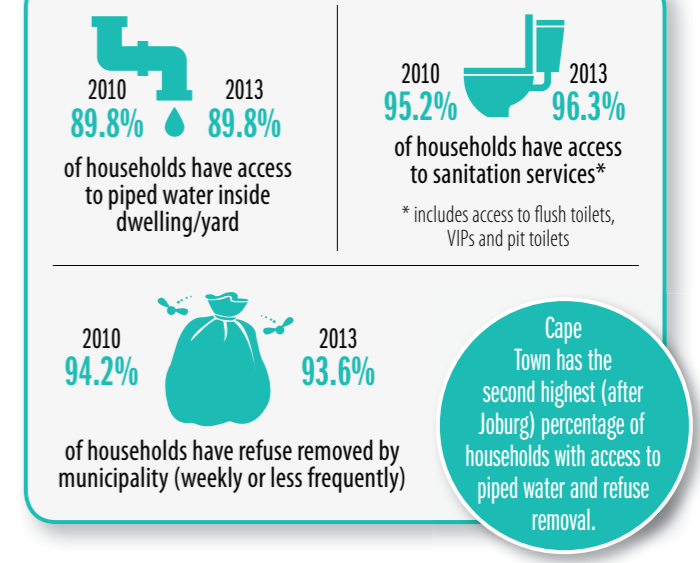 2010 2013
89.8% 89.8%
of households have access
to piped water inside
dwelling/yard
2010 2013
95.2% 96.3%
of households have access
to sanitation services*
* includes access to flush toilets,
VIPs and pit toilets
2010 2013
94.2% 93.6%
of households have refuse removed by
municipality (weekly or less frequently)
Cape
Town has the
second highest (after
Joburg) percentage of
households with access to
piped water and refuse
removal.